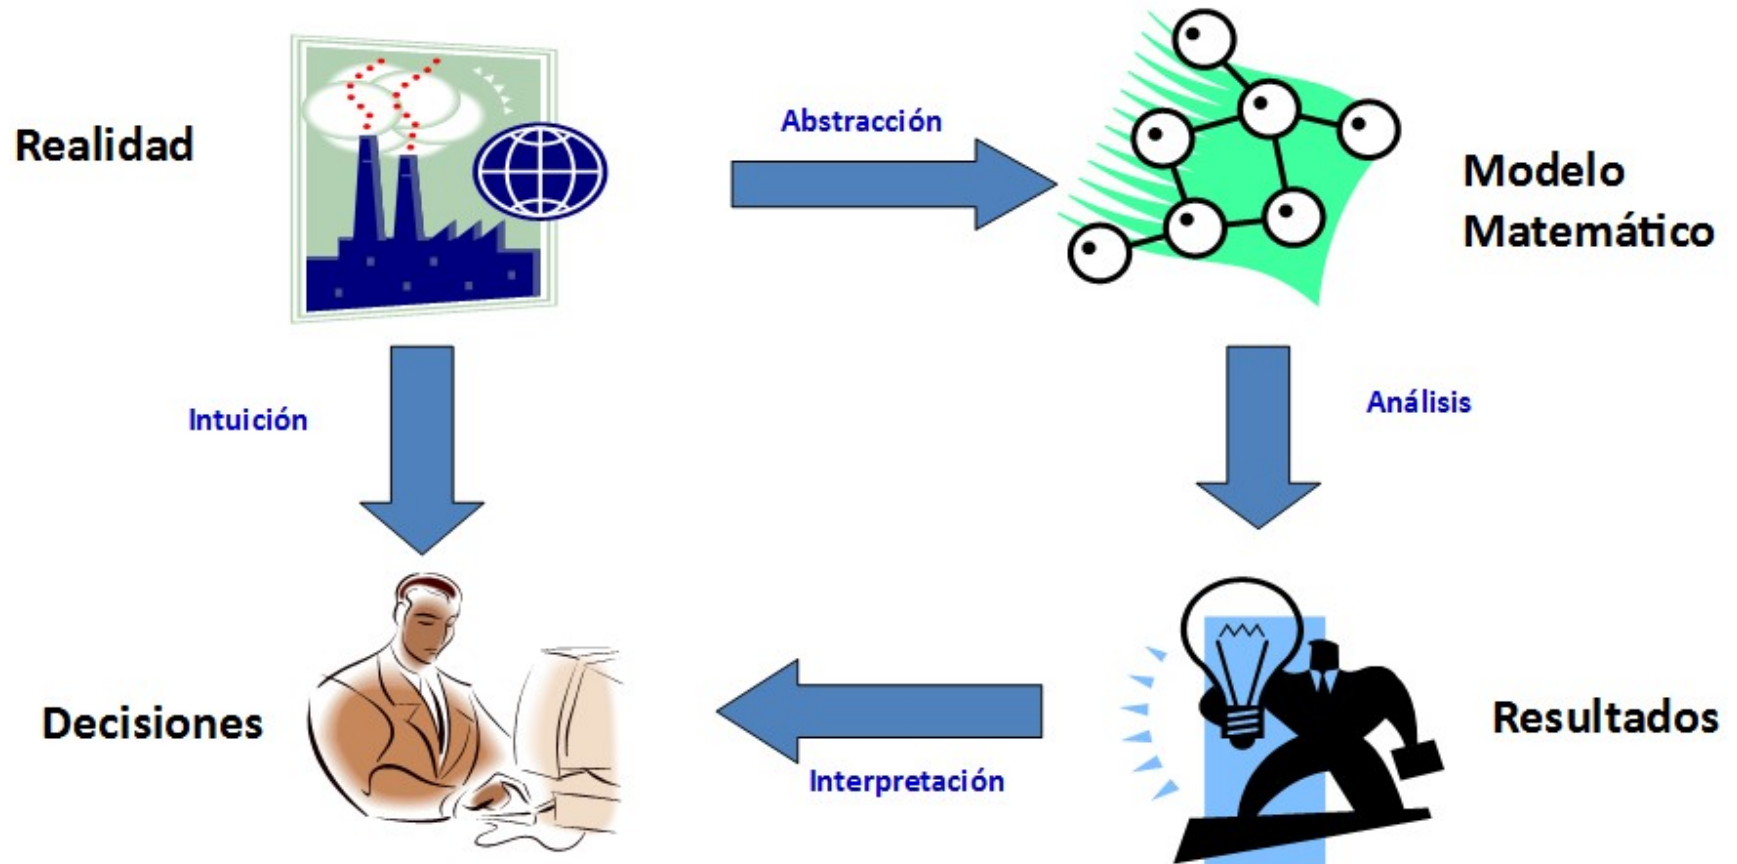 Realidad
Abstracción
Modelo
Matemático
Intuición
Análisis
Decisiones
Interpretación
Resultados